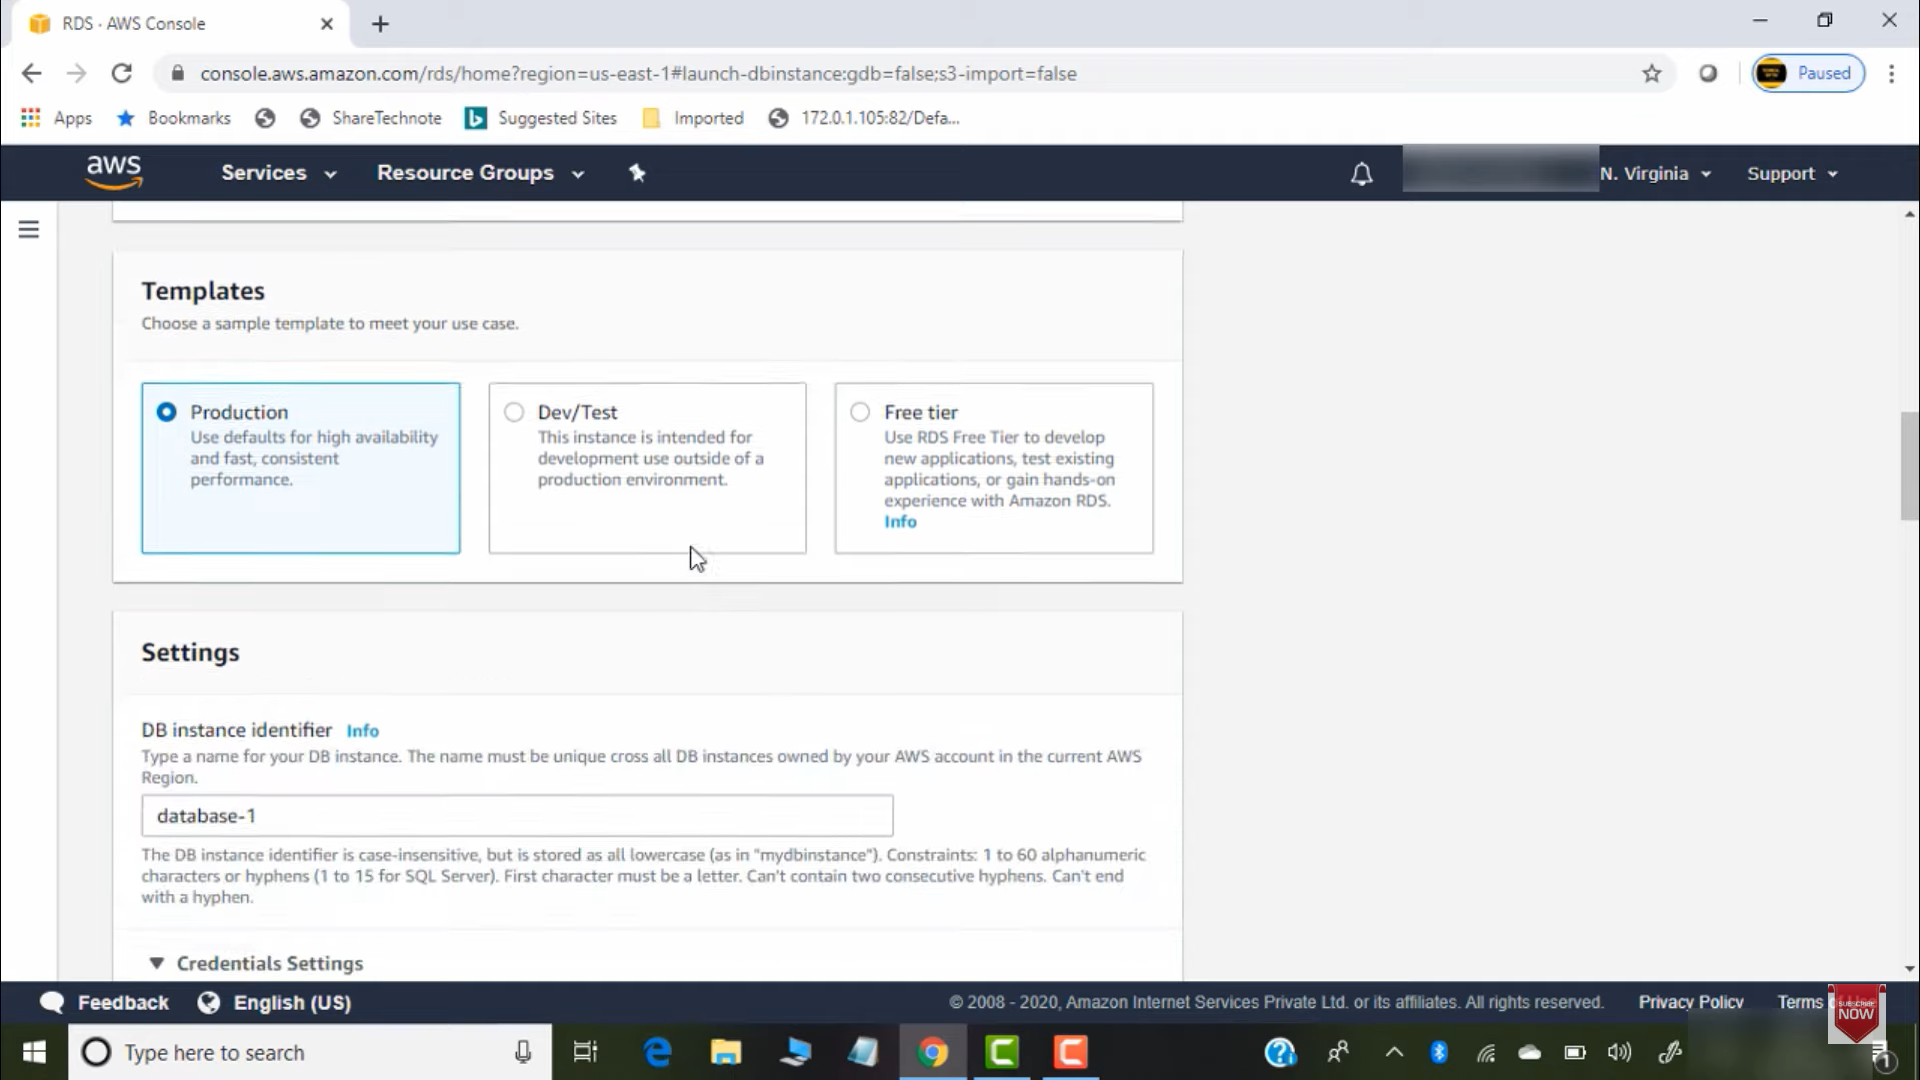 RDS · AWS Console
console.aws.amazon.com/rds/home?region=us-east-1#launch-dbinstance:gdb=false;s3-import=false
Paused
Apps
Bookmarks
ShareTechnote
Suggested Sites
Imported
172.0.1.105:82/Defa...
aws
Services
Resource Groups
N. Virginia
Support
Templates
Choose a sample template to meet your use case.
Production
Use defaults for high availability
and fast, consistent
performance.
Dev/Test
This instance is intended for
development use outside of a
production environment.
Free tier
Use RDS Free Tier to develop
new applications, test existing
applications, or gain hands-on
experience with Amazon RDS.
Info
Settings
DB instance identifier Info
Type a name for your DB instance. The name must be unique cross all DB instances owned by your AWS account in the current AWS
Region.
database-1
The DB instance identifier is case-insensitive, but is stored as all lowercase (as in "mydbinstance"). Constraints: 1 to 60 alphanumeric
characters or hyphens (1 to 15 for SQL Server). First character must be a letter. Can't contain two consecutive hyphens. Can't end
with a hyphen.
Credentials Settings
Feedback
English (US)
© 2008 - 2020, Amazon Internet Services Private Ltd. or its affiliates. All rights reserved.
Privacy Policy
Terms
SUBSCRIBE
NOW
Type here to search
1